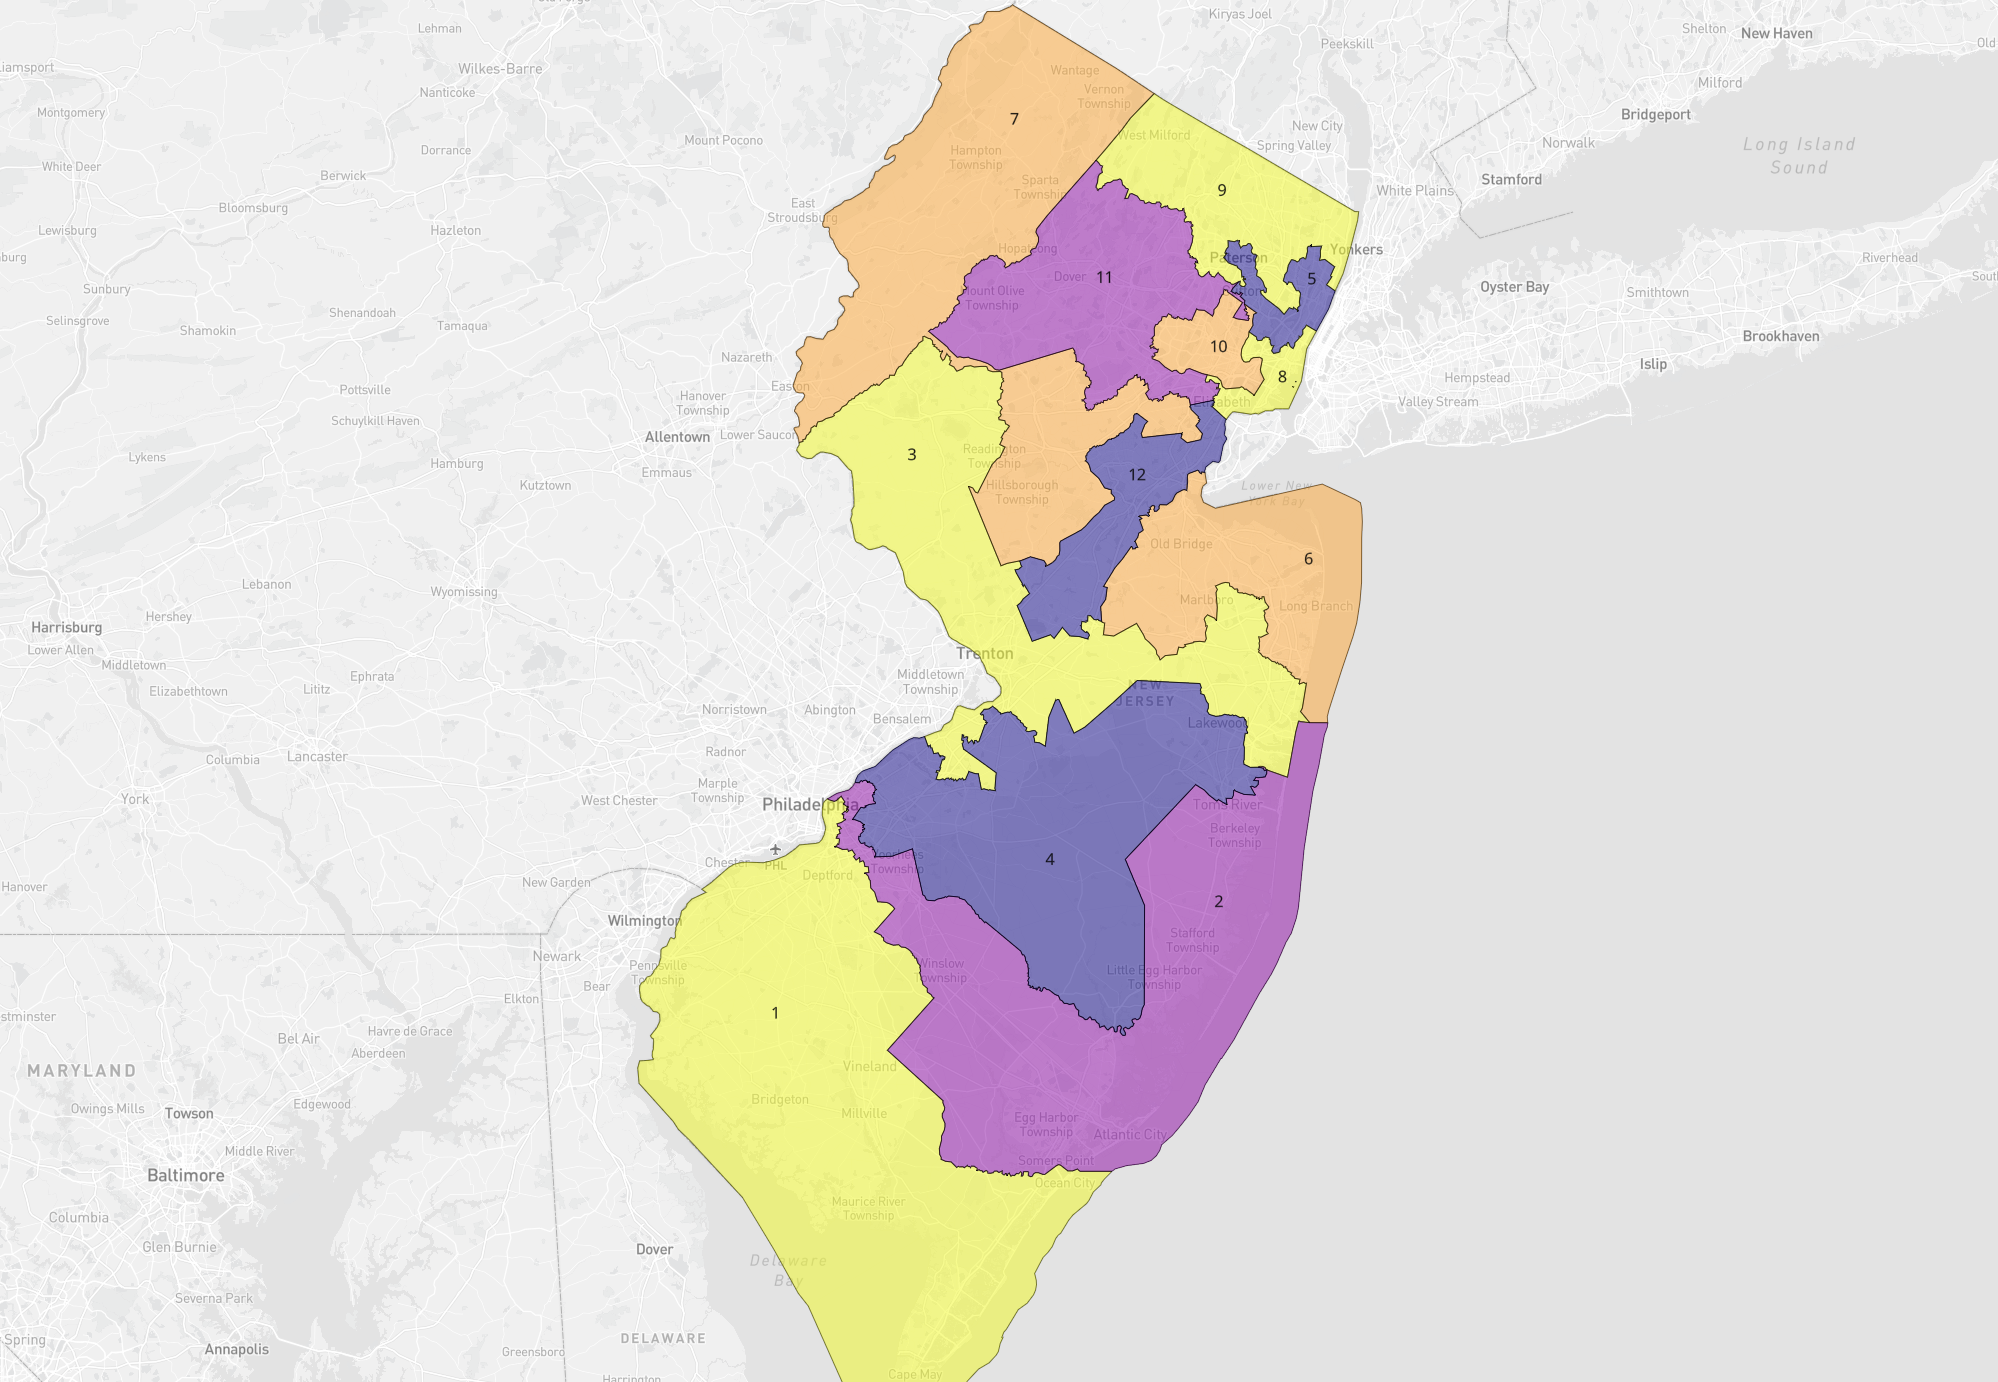 Lehman
Kiryas Joel
Peekskill
Shelton
New Haven
Old
liamsport
Wilkes-Barre
Wantage
Nanticoke
Vernon
Township
Milford
Montgomery
Bridgeport
7
New City
West Milford
Mount Pocono
Spring Valley
Norwalk
Long Island
Sound
Dorrance
Hampton
Township
White Deer
Berwick
Sparta
Township
Stamford
9
White Plains
Bloomsburg
East
Stroudsburg
Lewisburg
Hazleton
Hopatcong
Yonkers
burg
Paterson
Riverhead
11
Dover
5
Sunbury
Mount Olive
Township
Oyster Bay
Smithtown
Shenandoah
Selinsgrove
Shamokin
Tamaqua
Brookhaven
10
Nazareth
Islip
8
Hempstead
Easton
Pottsville
Hanover
Township
Valley Stream
Elizabeth
Schuylkill Haven
Allentown
Lower Saucon
Readington
Township
3
Lykens
Hamburg
Emmaus
12
Kutztown
Hillsborough
Township
Lower New
York Bay
Old Bridge
6
Lebanon
Wyomissing
Marlboro
Long Branch
Hershey
Harrisburg
Lower Allen
Trenton
Middletown
Ephrata
Middletown
Township
Elizabethtown
Lititz
NEW
JERSEY
Norristown
Abington
Bensalem
Lakewood
Radnor
Columbia
Lancaster
Marple
Township
York
West Chester
Philadelphia
Toms River
Berkeley
Township
Chester
PHL
Voorhees
Township
4
Deptford
New Garden
Hanover
2
Wilmington
Stafford
Township
Newark
Pennsville
Township
Winslow
Township
Little Egg Harbor
Township
Bear
Elkton
1
stminster
Havre de Grace
Bel Air
Aberdeen
MARYLAND
Vineland
Bridgeton
Millville
Owings Mills
Towson
Edgewood
Egg Harbor
Township
Atlantic City
Middle River
Somers Point
Baltimore
Ocean City
Maurice River
Township
Columbia
Glen Burnie
Dover
Delaware
Bay
Severna Park
DELAWARE
Spring
Annapolis
Greensboro
Harrington
Cape May